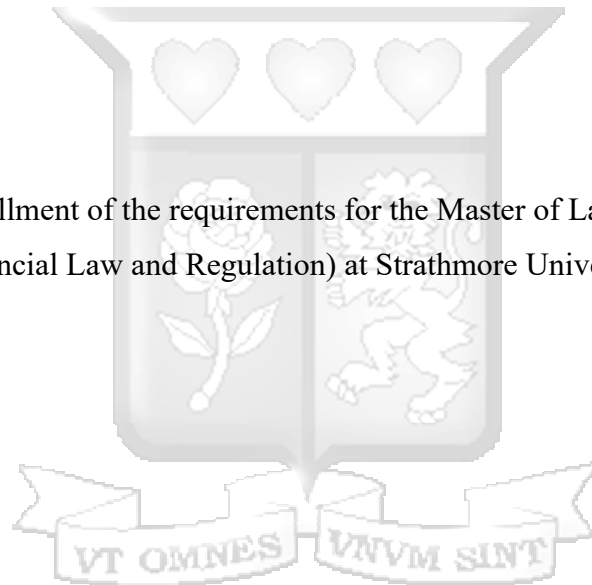 llment of the requirements for the Master of La
ncial Law and Regulation) at Strathmore Unive
VT OMNES VNVM SINT